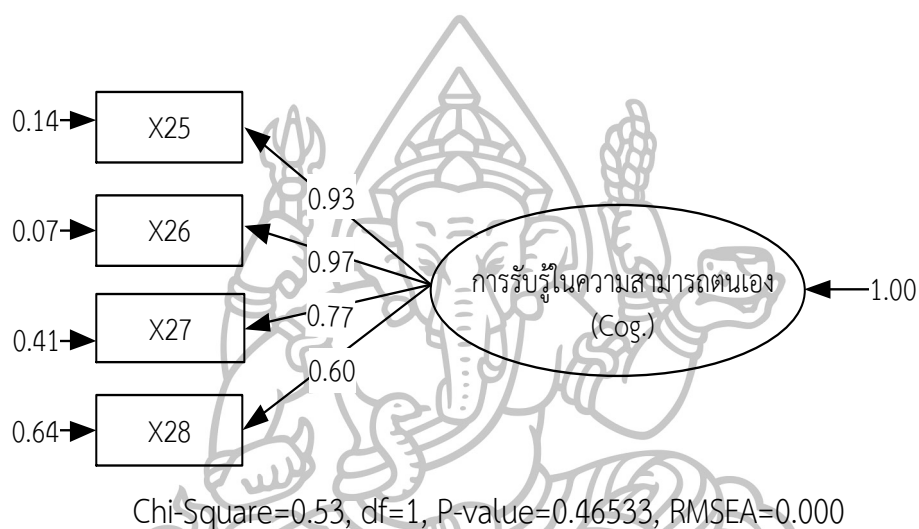 0.14
X25
0.93
0.07
X26
0.97
การรับรู้ในความสามารถตนเอง
(Cog.)
1.00
0.41
X27
0.77
0.60
0.64
X28
Chi-Square=0.53, df=1, P-value=0.46533, RMSEA=0.000